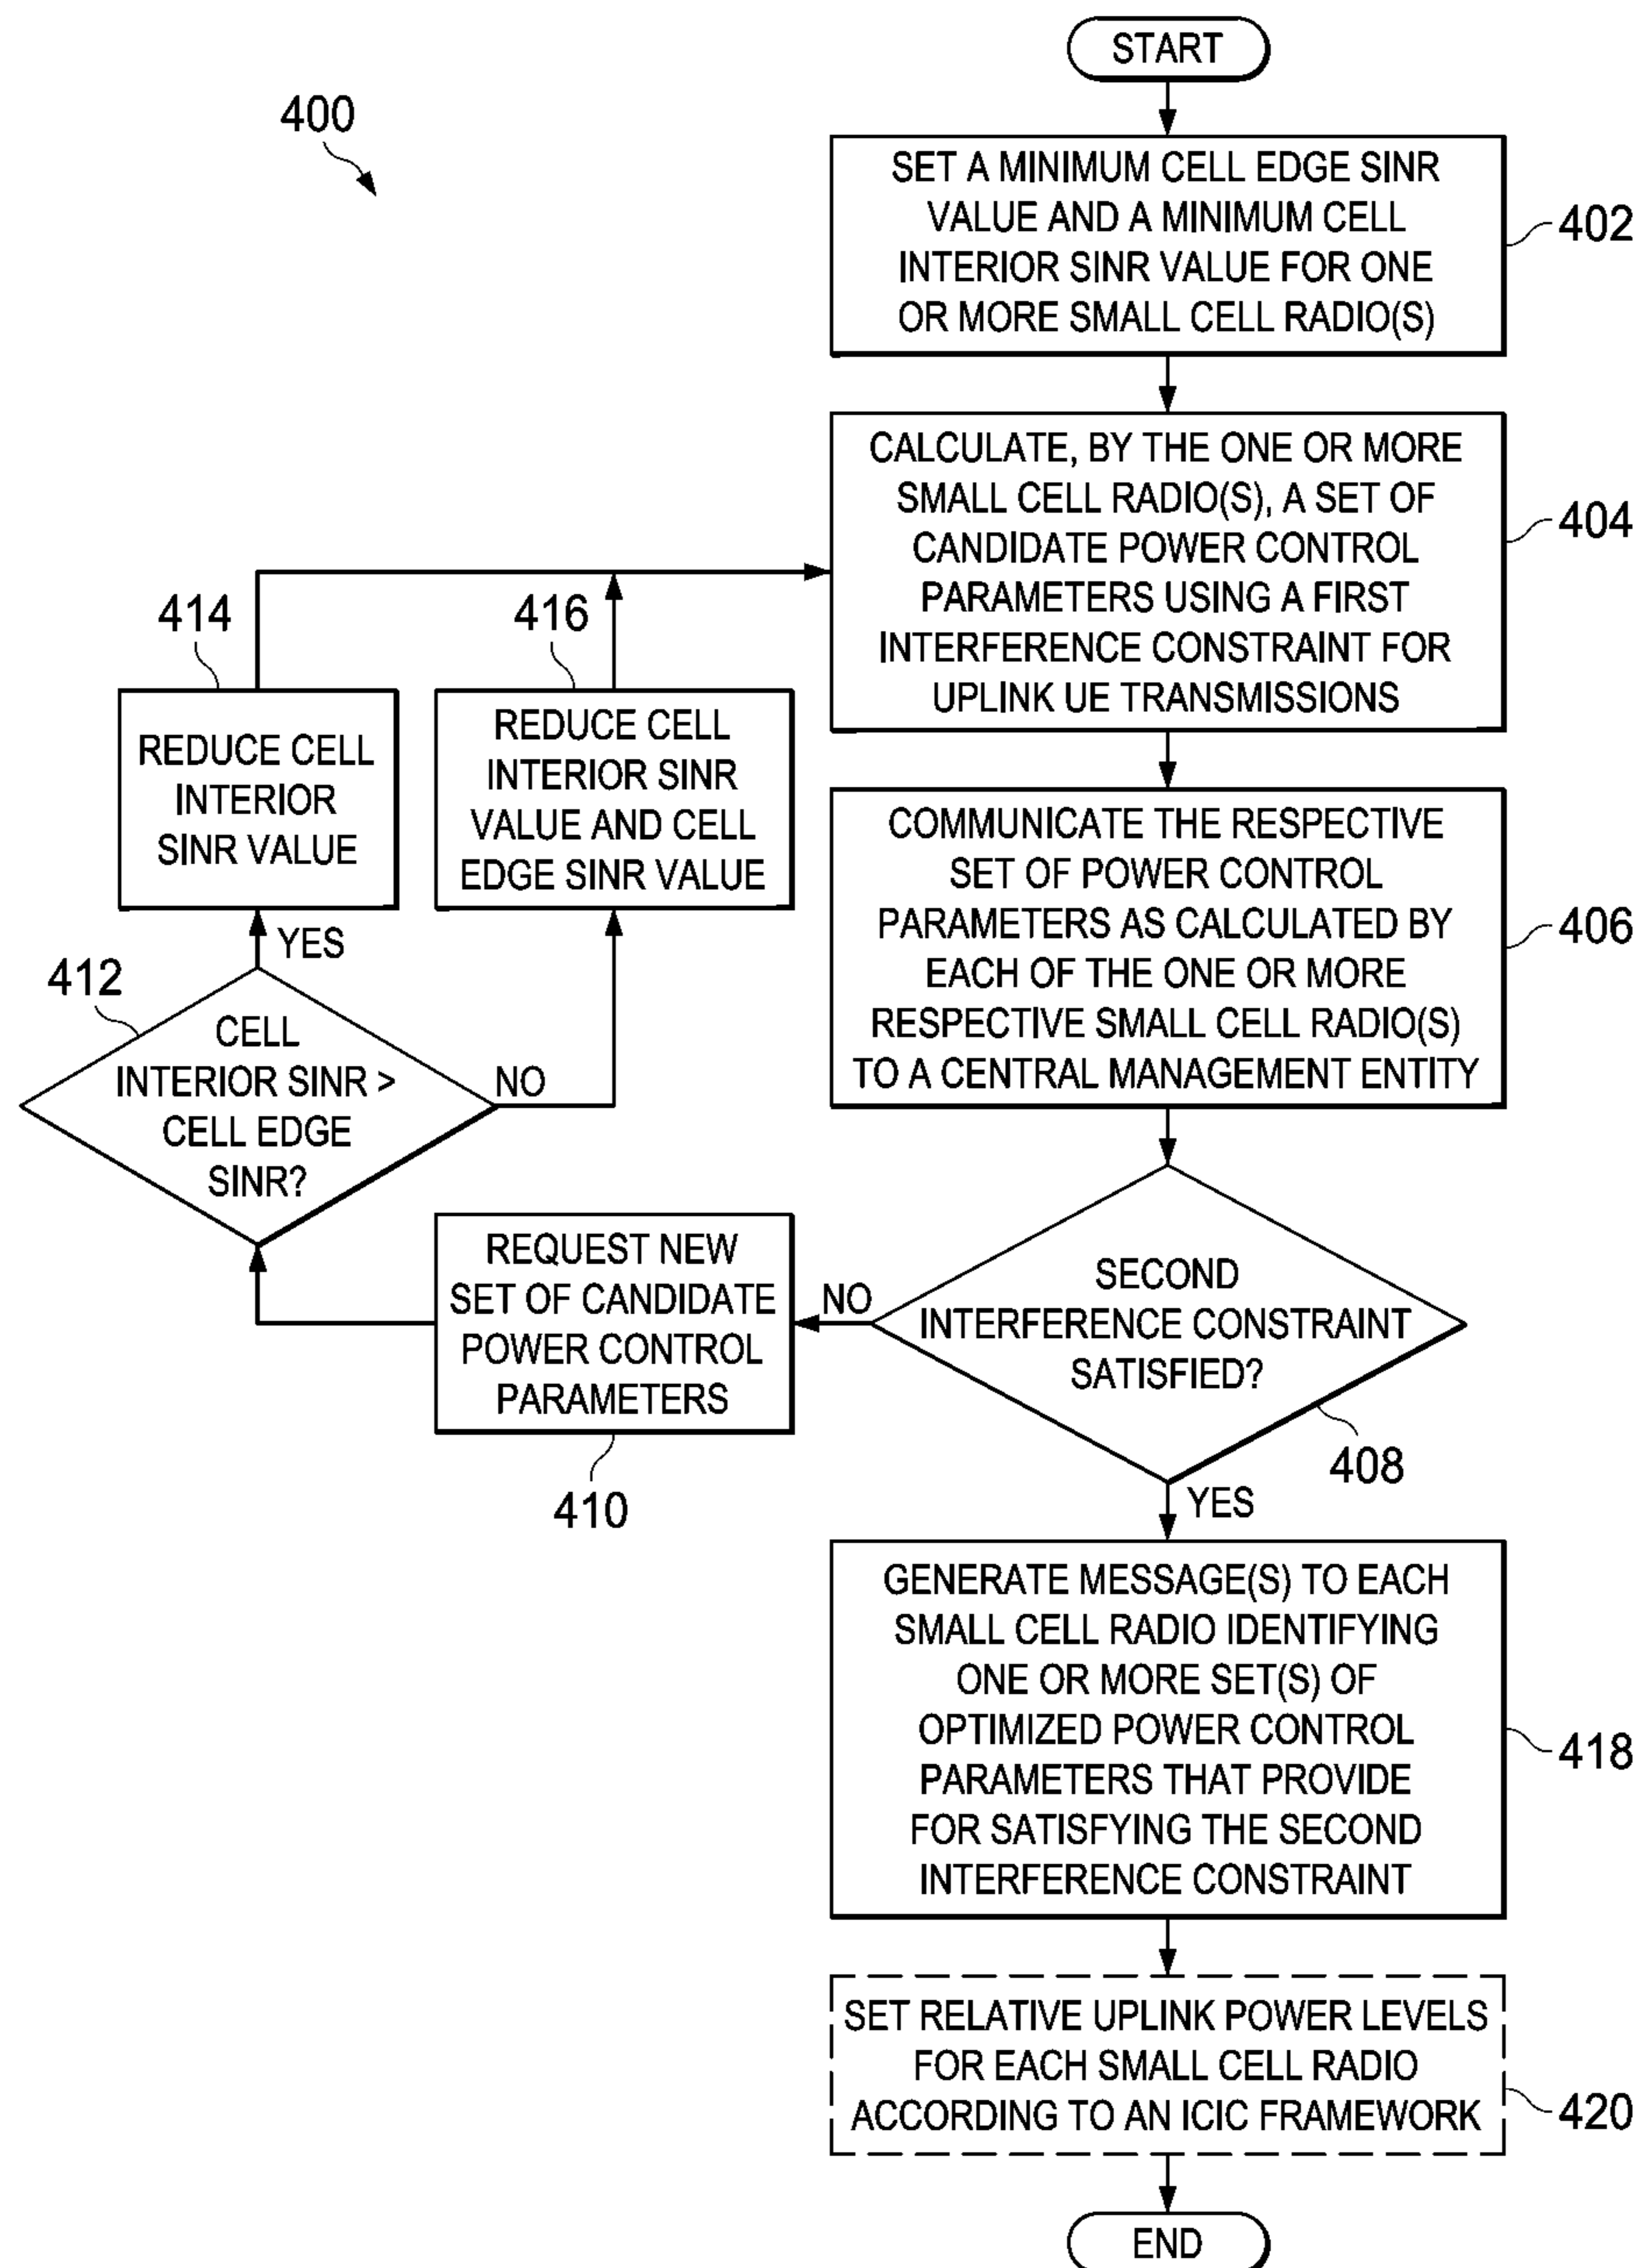 START
400
SET A MINIMUM CELL EDGE SINR
VALUE AND A MINIMUM CELL
INTERIOR SINR VALUE FOR ONE
OR MORE SMALL CELL RADIO(S)
402
CALCULATE, BY THE ONE OR MORE
SMALL CELL RADIO(S), A SET OF
CANDIDATE POWER CONTROL
PARAMETERS USING A FIRST
INTERFERENCE CONSTRAINT FOR
UPLINK UE TRANSMISSIONS
404
COMMUNICATE THE RESPECTIVE
SET OF POWER CONTROL
PARAMETERS AS CALCULATED BY
EACH OF THE ONE OR MORE
RESPECTIVE SMALL CELL RADIO(S)
TO A CENTRAL MANAGEMENT ENTITY
406
SECOND
INTERFERENCE CONSTRAINT
SATISFIED?
408
NO
REQUEST NEW
SET OF CANDIDATE
POWER CONTROL
PARAMETERS
410
CELL
INTERIOR SINR >
CELL EDGE
SINR?
412
YES
REDUCE CELL
INTERIOR
SINR VALUE
414
NO
REDUCE CELL
INTERIOR SINR
VALUE AND CELL
EDGE SINR VALUE
416
YES
GENERATE MESSAGE(S) TO EACH
SMALL CELL RADIO IDENTIFYING
ONE OR MORE SET(S) OF
OPTIMIZED POWER CONTROL
PARAMETERS THAT PROVIDE
FOR SATISFYING THE SECOND
INTERFERENCE CONSTRAINT
418
SET RELATIVE UPLINK POWER LEVELS
FOR EACH SMALL CELL RADIO
ACCORDING TO AN ICIC FRAMEWORK
420
END